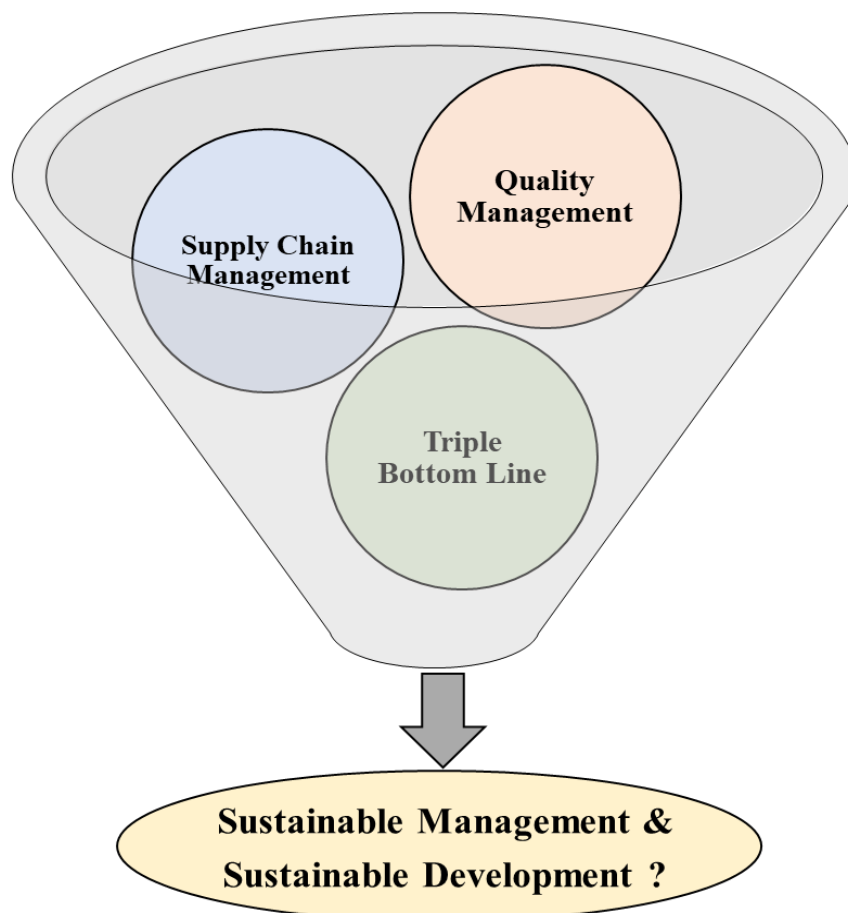 Quality
Management
Supply Chain
Management
Triple
Bottom Line
Sustainable Management &
Sustainable Development ?